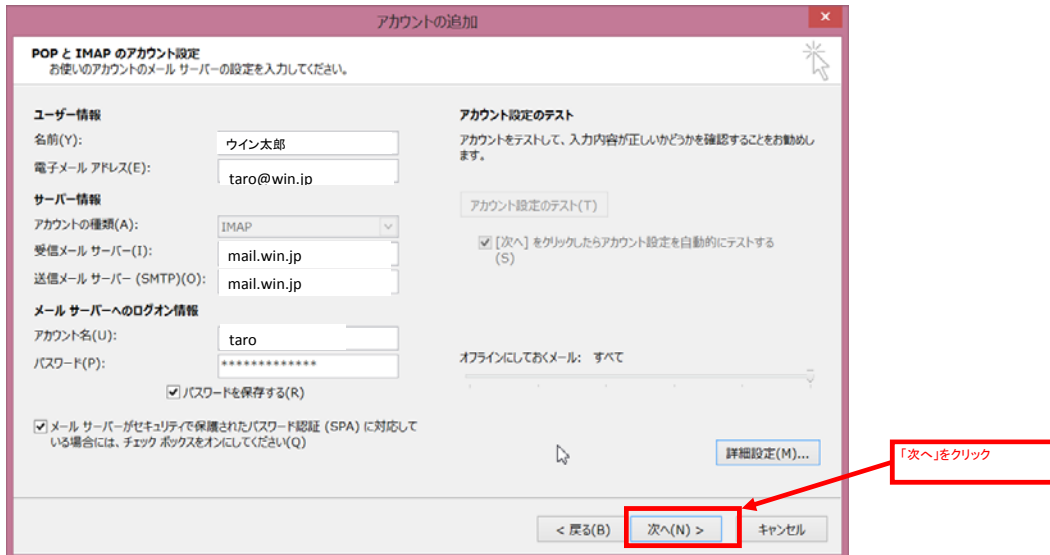 アカウントの追加
×
POP と IMAP のアカウント設定
お使いのアカウントのメール サーバーの設定を入力してください。
ユーザー情報
名前(Y):
ウイン太郎
電子メール アドレス(E):
taro@win.jp
サーバー情報
アカウントの種類(A):
IMAP
受信メール サーバー(I):
mail.win.jp
送信メール サーバー (SMTP)(O):
mail.win.jp
メール サーバーへのログオン情報
アカウント名(U):
taro
パスワード(P):
*************
パスワードを保存する(R)
メール サーバーがセキュリティで保護されたパスワード認証 (SPA) に対応して
いる場合には、チェック ボックスをオンにしてください(Q)
アカウント設定のテスト
アカウントをテストして、入力内容が正しいかどうかを確認することをお勧めし
ます。
アカウント設定のテスト(T)
[次へ] をクリックしたらアカウント設定を自動的にテストする
(S)
オフラインにしておくメール: すべて
詳細設定(M)...
「次へ」をクリック
< 戻る(B)
次へ(N) >
キャンセル